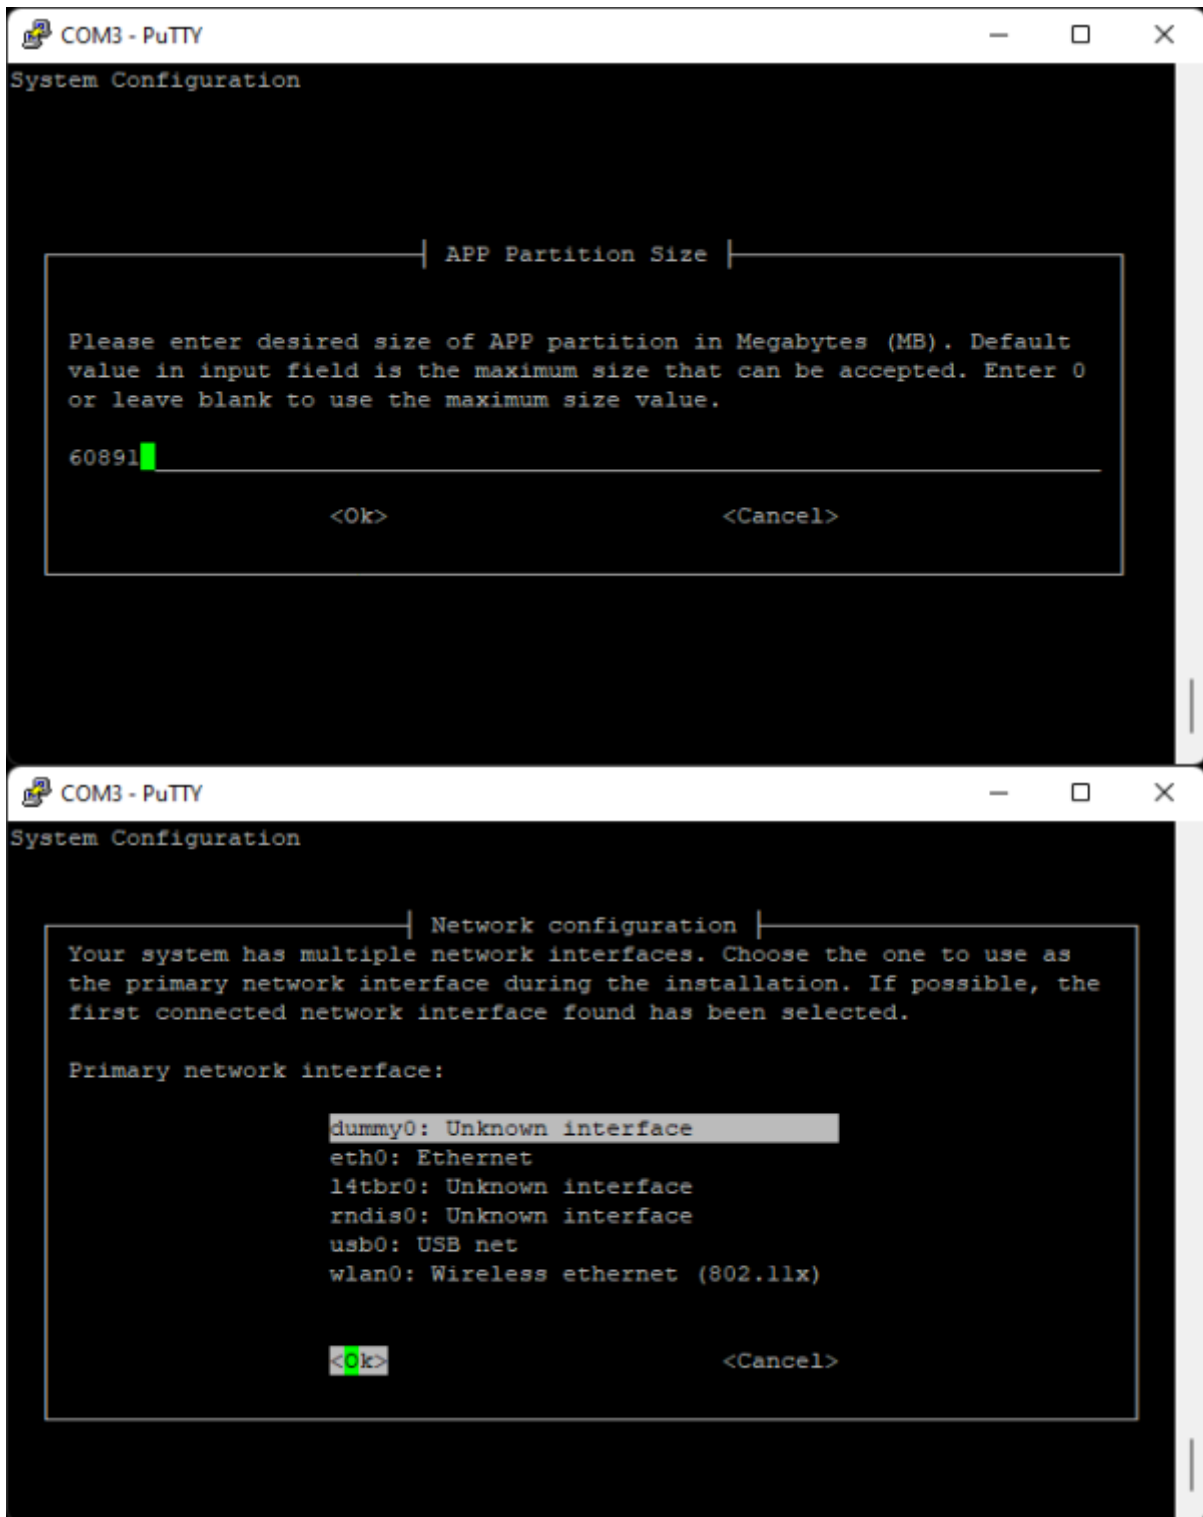 COM3 - PuTTY
System Configuration
APP Partition Size
Please enter desired size of APP partition in Megabytes (MB). Default
value in input field is the maximum size that can be accepted. Enter 0
or leave blank to use the maximum size value.
60891
<Ok> <Cancel>
COM3 - PuTTY
System Configuration
Network configuration
Your system has multiple network interfaces. Choose the one to use as
the primary network interface during the installation. If possible, the
first connected network interface found has been selected.
Primary network interface:
dummy0: Unknown interface
eth0: Ethernet
l4tbr0: Unknown interface
rndis0: Unknown interface
usb0: USB net
wlan0: Wireless ethernet (802.11x)
<Ok> <Cancel>